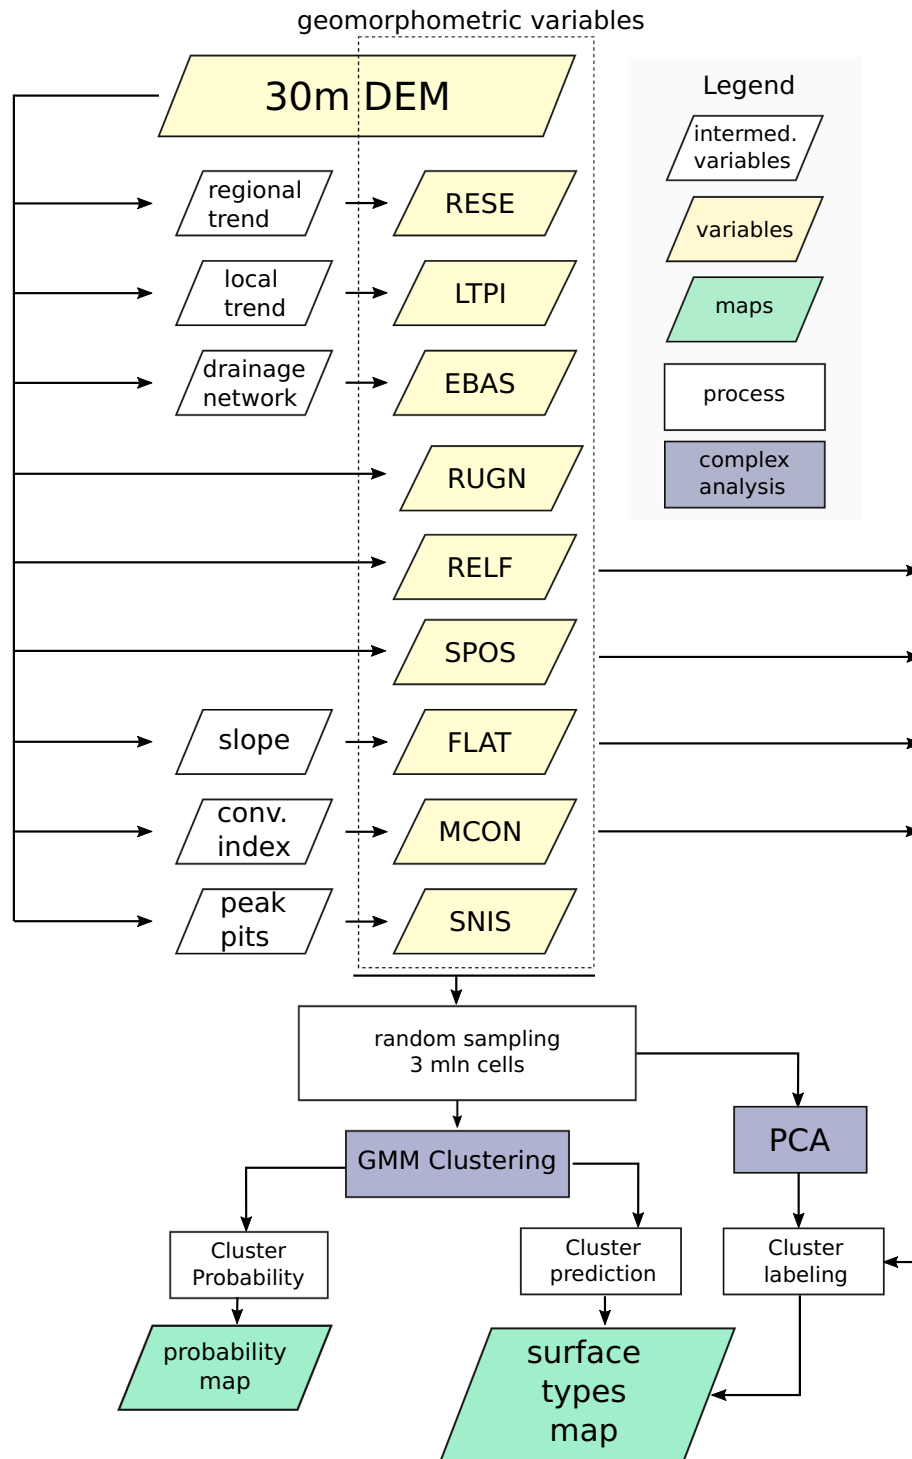 geomorphometric variables
30m DEM
Legend
intermed.
variables
variables
maps
process
complex
analysis
regional
trend
RESE
local
trend
LTPI
drainage
network
EBAS
RUGN
RELF
SPOS
slope
FLAT
conv.
index
MCON
peak
pits
SNIS
random sampling
3 mln cells
GMM Clustering
PCA
Cluster
Probability
Cluster
prediction
Cluster
labeling
probability
map
surface
types
map